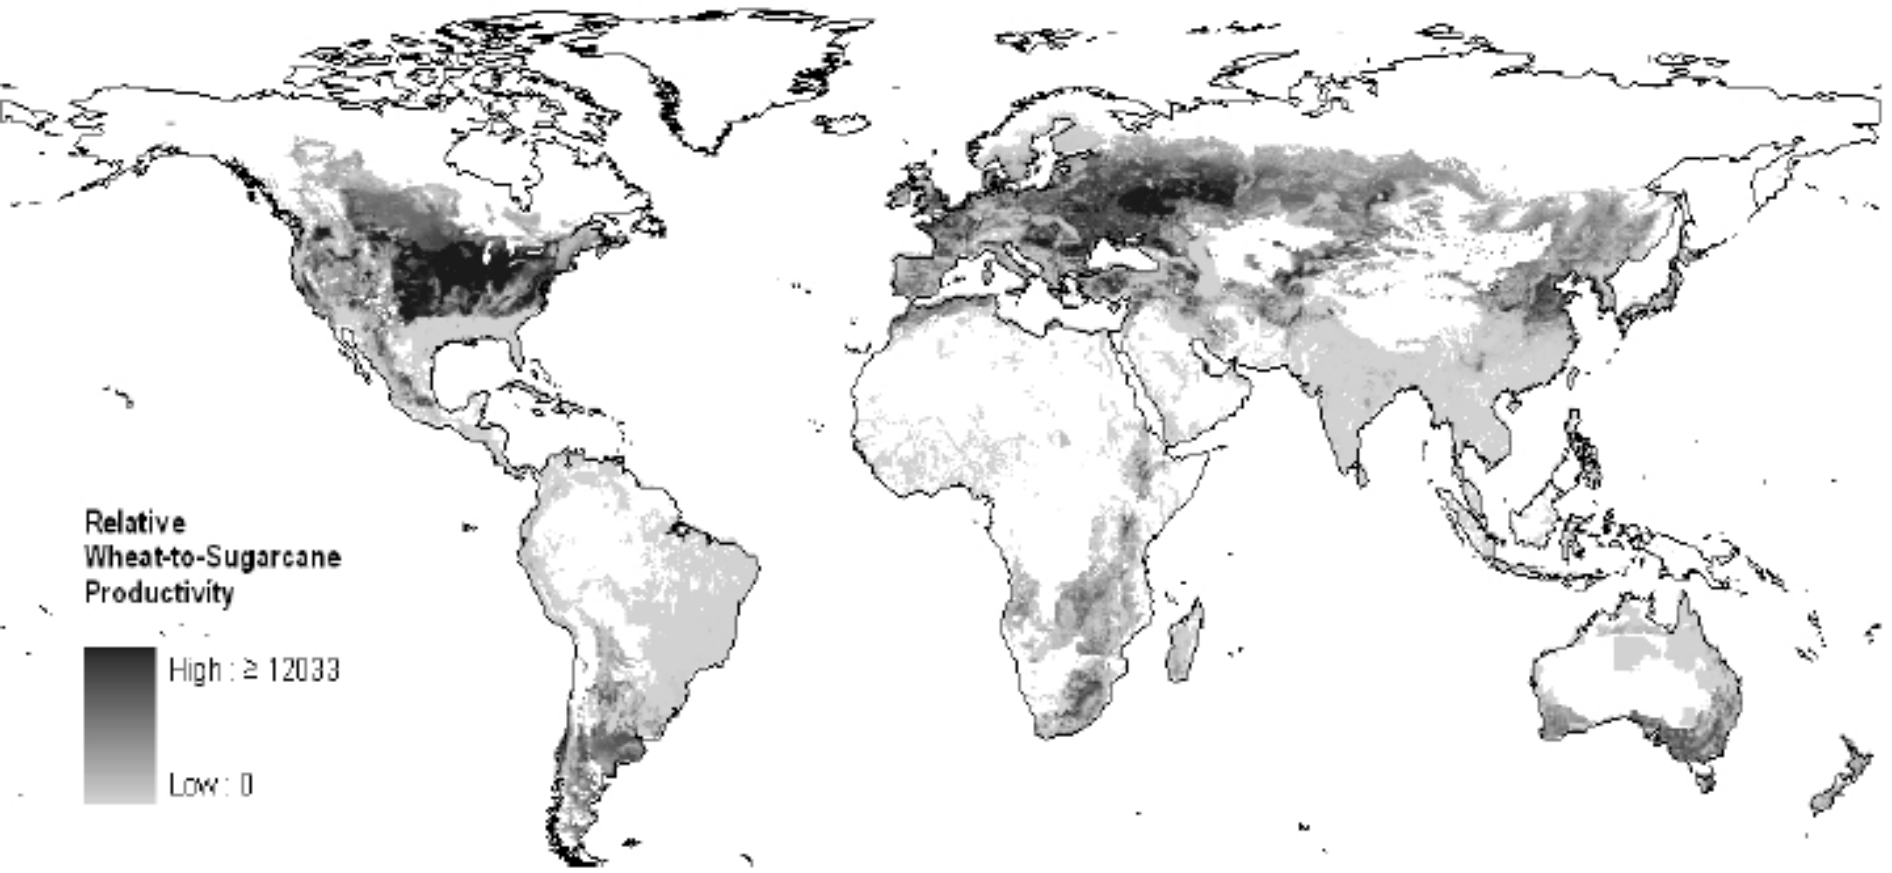 Relative
Wheat-to-Sugarcane
Productivity
High : ≥ 12033
Low : 0